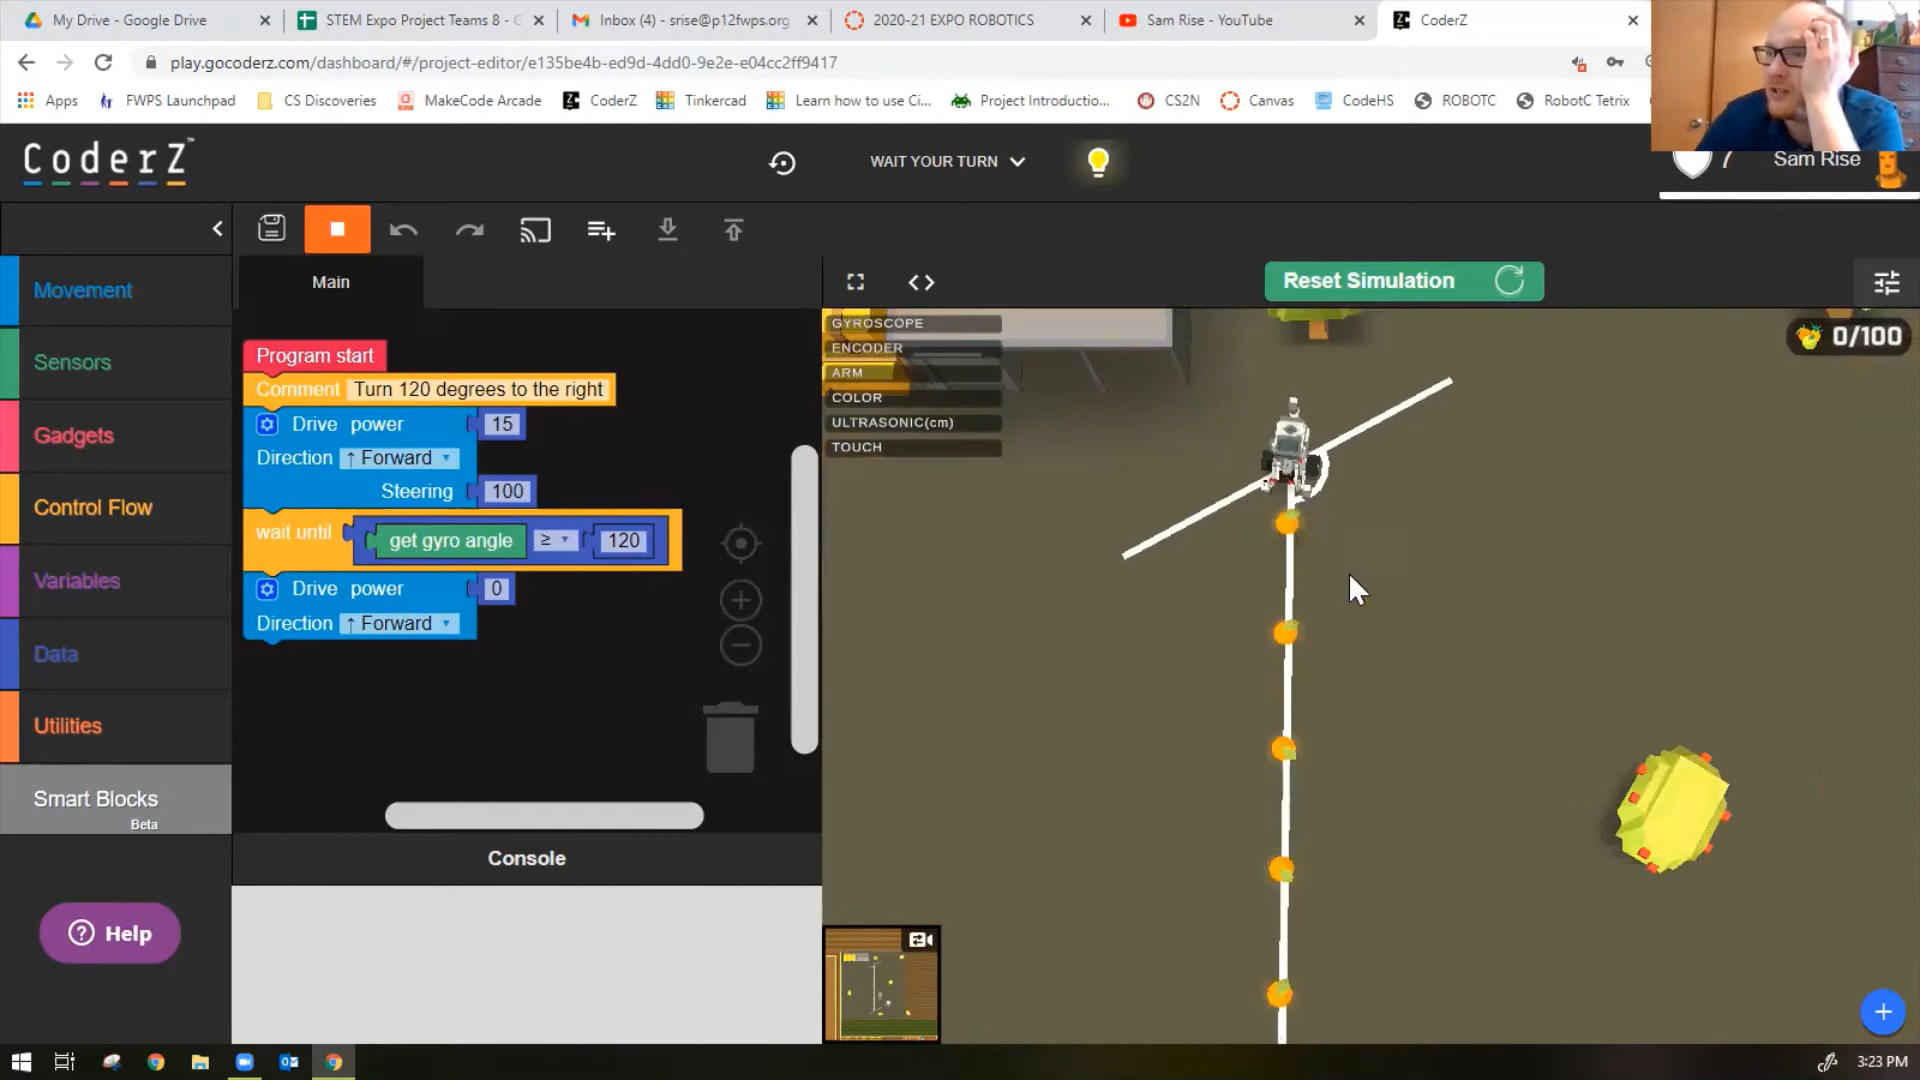 My Drive - Google Drive
STEM Expo Project Teams 8 - G
Inbox (4) - srise@p12fwps.org
2020-21 EXPO ROBOTICS
Sam Rise - YouTube
CoderZ
play.gocoderz.com/dashboard/#/project-editor/e135be4b-ed9d-4dd0-9e2e-e04cc2ff9417
Apps
FWPS Launchpad
CS Discoveries
MakeCode Arcade
CoderZ
Tinkercad
Learn how to use Ci...
Project Introductio...
CS2N
Canvas
CodeHS
ROBOTC
RobotC Tetrix
CoderZ™
WAIT YOUR TURN
7
Sam Rise
Movement
Sensors
Gadgets
Control Flow
Variables
Data
Utilities
Smart Blocks
Beta
Help
Main
Program start
Comment Turn 120 degrees to the right
Drive power 15
Direction ↑ Forward
Steering 100
wait until get gyro angle ≥ 120
Drive power 0
Direction ↑ Forward
Console
Reset Simulation
GYROSCOPE
ENCODER
ARM
COLOR
ULTRASONIC(cm)
TOUCH
0/100
3:23 PM